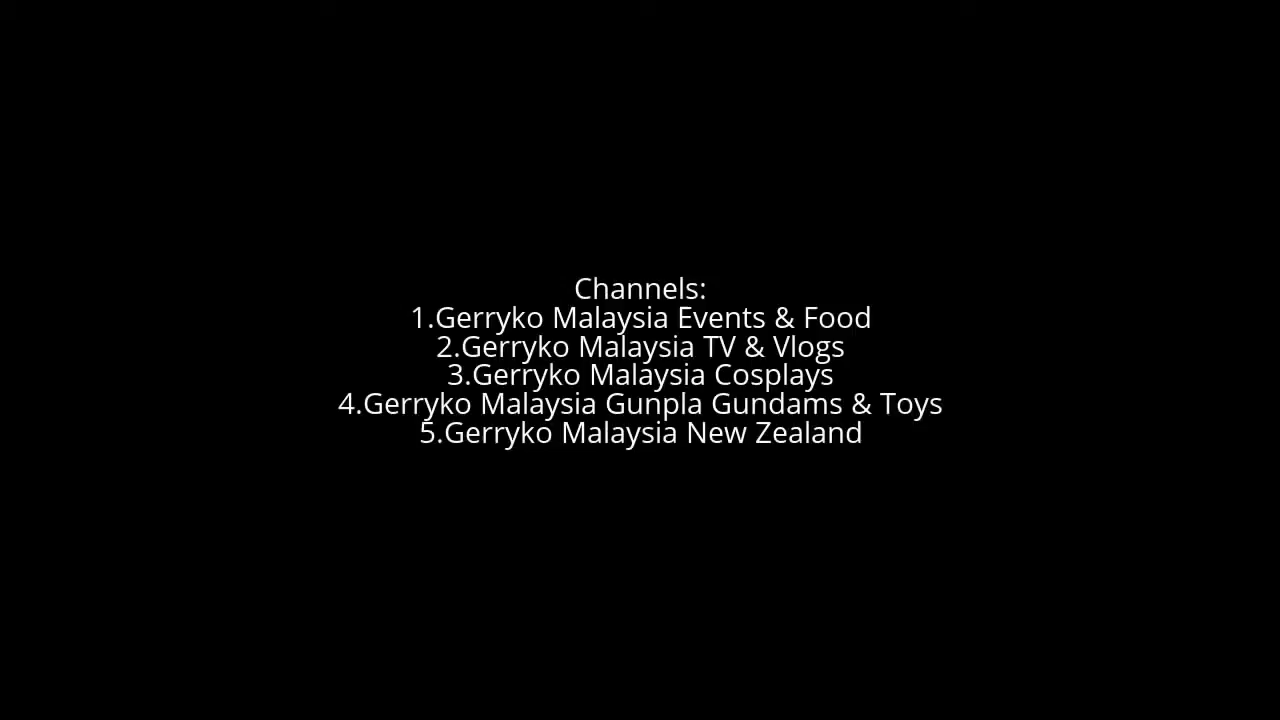 Channels:
1.Gerryko Malaysia Events & Food
2.Gerryko Malaysia TV & Vlogs
3.Gerryko Malaysia Cosplays
4.Gerryko Malaysia Gunpla Gundams & Toys
5.Gerryko Malaysia New Zealand